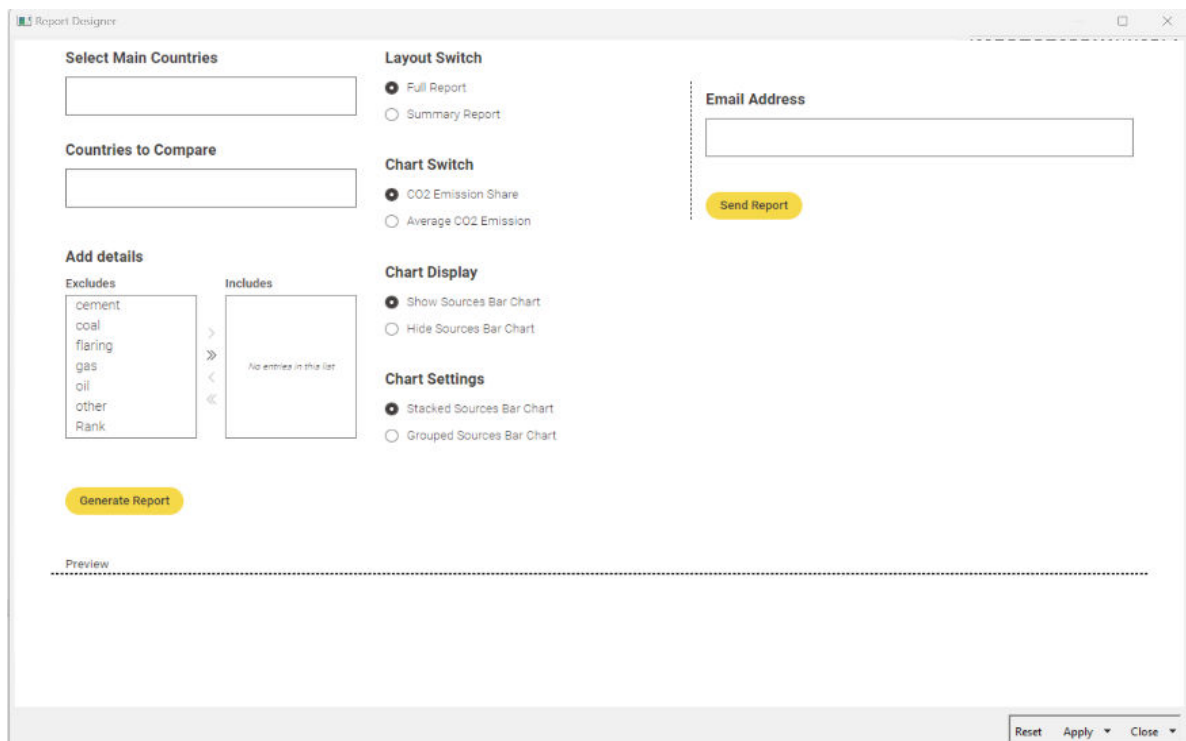 Report Designer
Select Main Countries
Countries to Compare
Add details
Excludes
Includes
cement
coal
flaring
gas
oil
other
Rank
No entries in this list
Generate Report
Layout Switch
Full Report
Summary Report
Chart Switch
CO2 Emission Share
Average CO2 Emission
Chart Display
Show Sources Bar Chart
Hide Sources Bar Chart
Chart Settings
Stacked Sources Bar Chart
Grouped Sources Bar Chart
Email Address
Send Report
Preview
Reset Apply Close